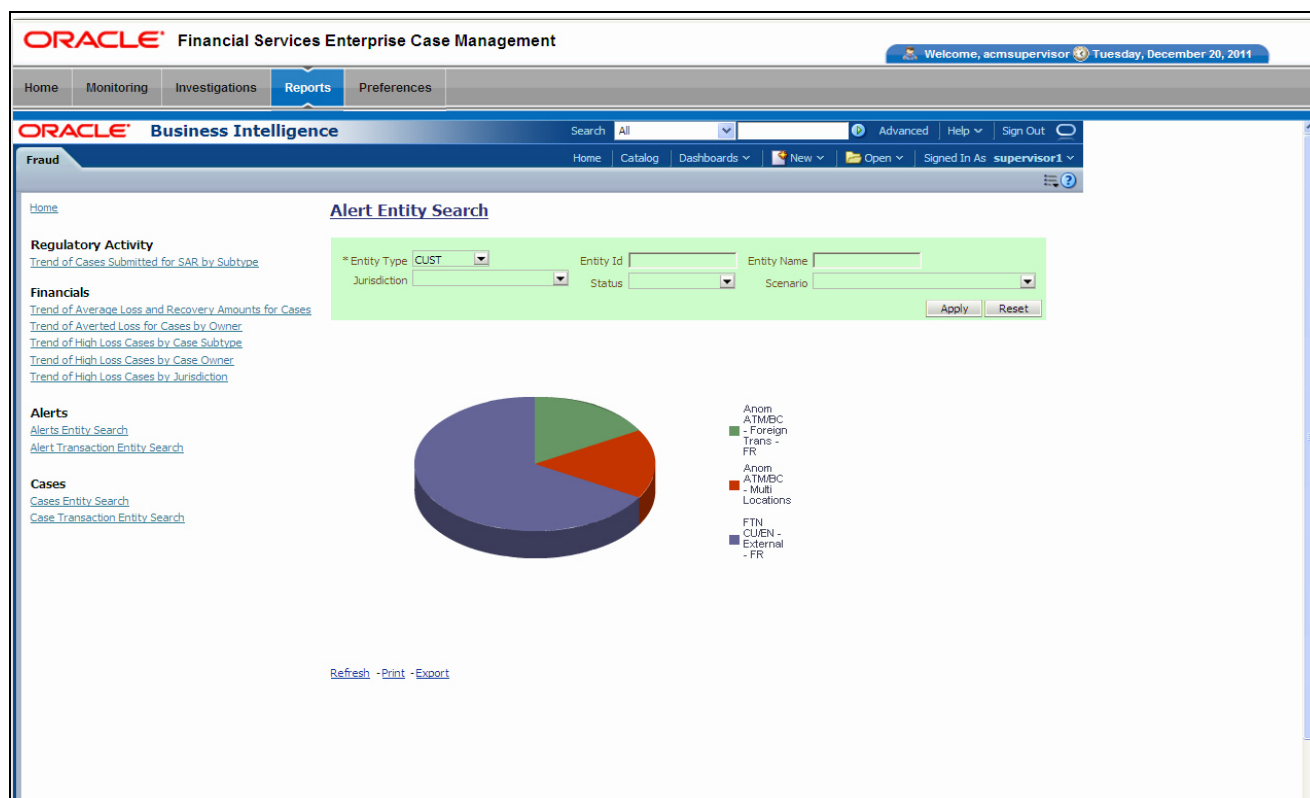 ORACLE Financial Services Enterprise Case Management
Welcome, acmsupervisor Tuesday, December 20, 2011
Home Monitoring Investigations Reports Preferences
ORACLE Business Intelligence
Search All Advanced Help Sign Out
Fraud
Home Catalog Dashboards New Open Signed In As supervisor1
Home
Regulatory Activity
Trend of Cases Submitted for SAR by Subtype
Financials
Trend of Average Loss and Recovery Amounts for Cases
Trend of Averted Loss for Cases by Owner
Trend of High Loss Cases by Case Subtype
Trend of High Loss Cases by Case Owner
Trend of High Loss Cases by Jurisdiction
Alerts
Alerts Entity Search
Alert Transaction Entity Search
Cases
Cases Entity Search
Case Transaction Entity Search
Alert Entity Search
* Entity Type CUST Entity Id Entity Name
Jurisdiction Status Scenario
Apply Reset
Anom
ATM/BC
- Foreign
Trans -
FR
Anom
ATM/BC
- Multi
Locations
FTN
CU/EN -
External
- FR
Refresh - Print - Export